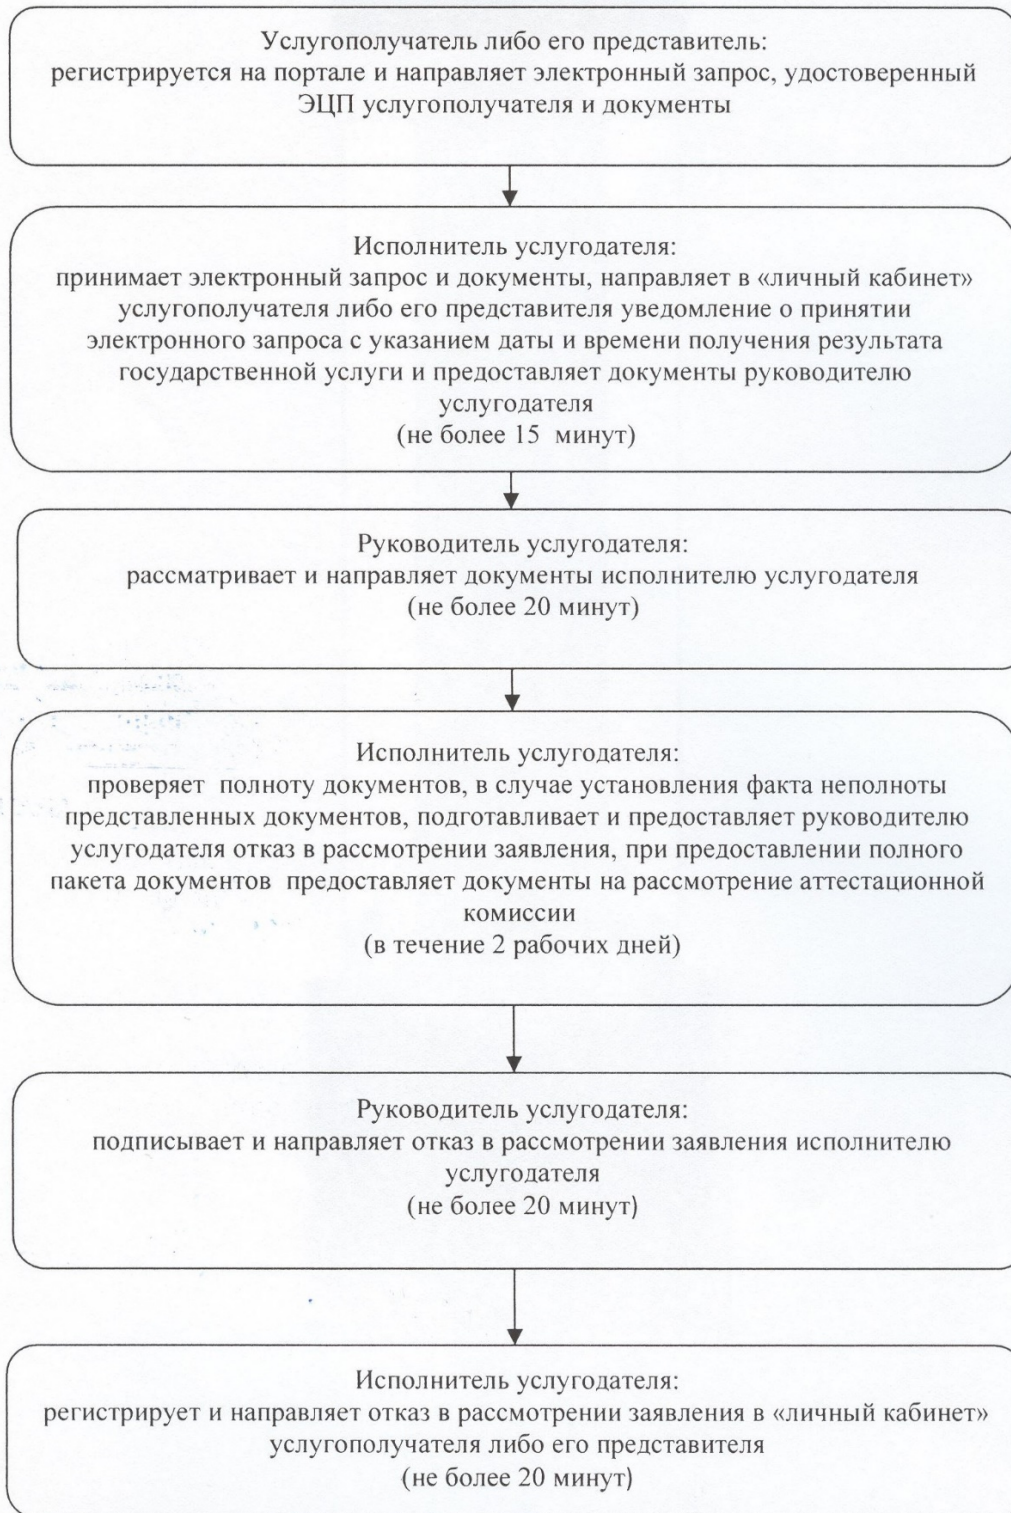 Услугополучатель либо его представитель:
регистрируется на портале и направляет электронный запрос, удостоверенный
ЭЦП услугополучателя и документы
Исполнитель услугодателя:
принимает электронный запрос и документы, направляет в «личный кабинет»
услугополучателя либо его представителя уведомление о принятии
электронного запроса с указанием даты и времени получения результата
государственной услуги и предоставляет документы руководителю
услугодателя
(не более 15 минут)
Руководитель услугодателя:
рассматривает и направляет документы исполнителю услугодателя
(не более 20 минут)
Исполнитель услугодателя:
проверяет полноту документов, в случае установления факта неполноты
представленных документов, подготавливает и предоставляет руководителю
услугодателя отказ в рассмотрении заявления, при предоставлении полного
пакета документов предоставляет документы на рассмотрение аттестационной
комиссии
(в течение 2 рабочих дней)
Руководитель услугодателя:
подписывает и направляет отказ в рассмотрении заявления исполнителю
услугодателя
(не более 20 минут)
Исполнитель услугодателя:
регистрирует и направляет отказ в рассмотрении заявления в «личный кабинет»
услугополучателя либо его представителя
(не более 20 минут)